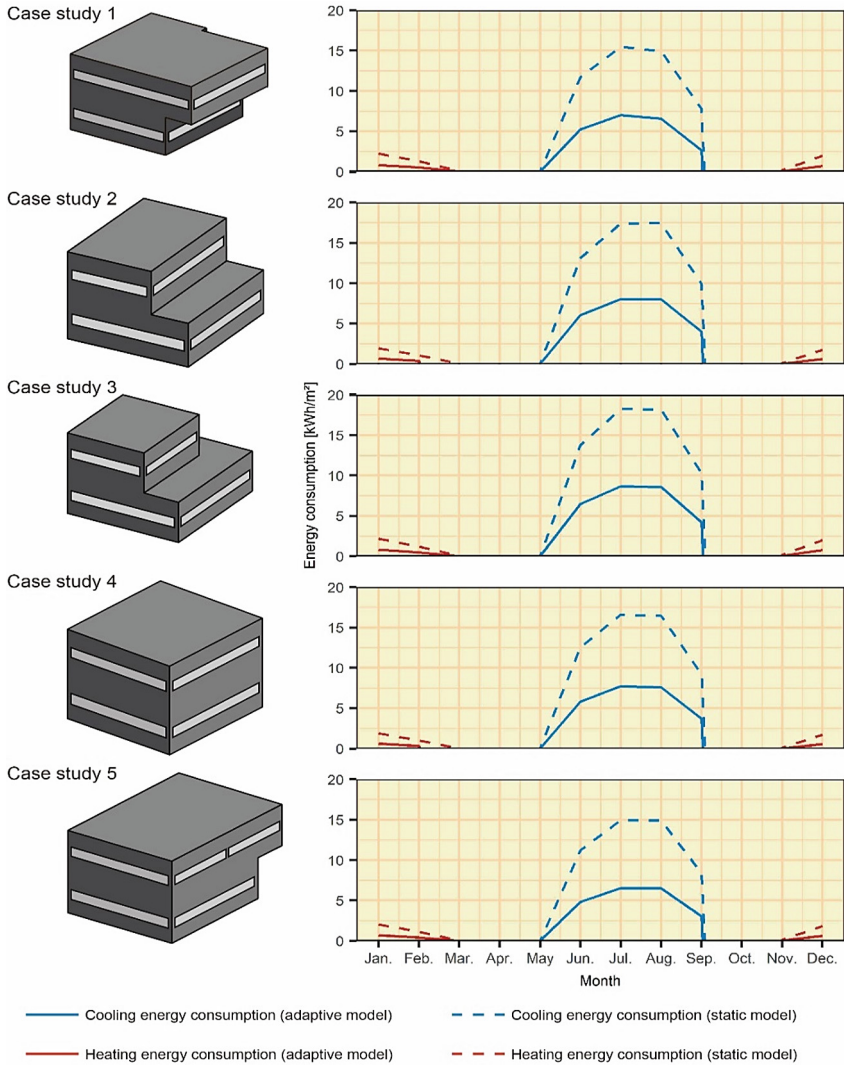 Case study 1
20
15
10
5
0
Case study 2
20
15
10
5
0
Case study 3
20
15
10
5
0
Energy consumption [kWh/m²]
Case study 4
20
15
10
5
0
Case study 5
20
15
10
5
0
Jan. Feb. Mar. Apr. May Jun. Jul. Aug. Sep. Oct. Nov. Dec.
Month
Cooling energy consumption (adaptive model) Cooling energy consumption (static model)
Heating energy consumption (adaptive model) Heating energy consumption (static model)